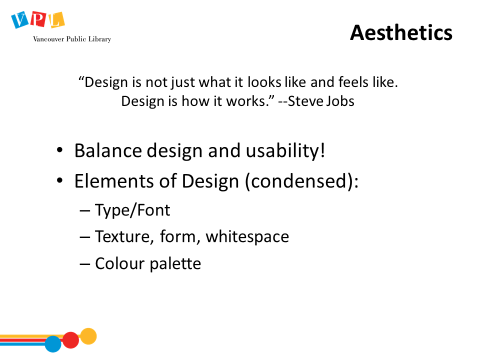 VPL
Vancouver Public Library
Aesthetics
“Design is not just what it looks like and feels like.
Design is how it works.” --Steve Jobs
• Balance design and usability!
• Elements of Design (condensed):
– Type/Font
– Texture, form, whitespace
– Colour palette